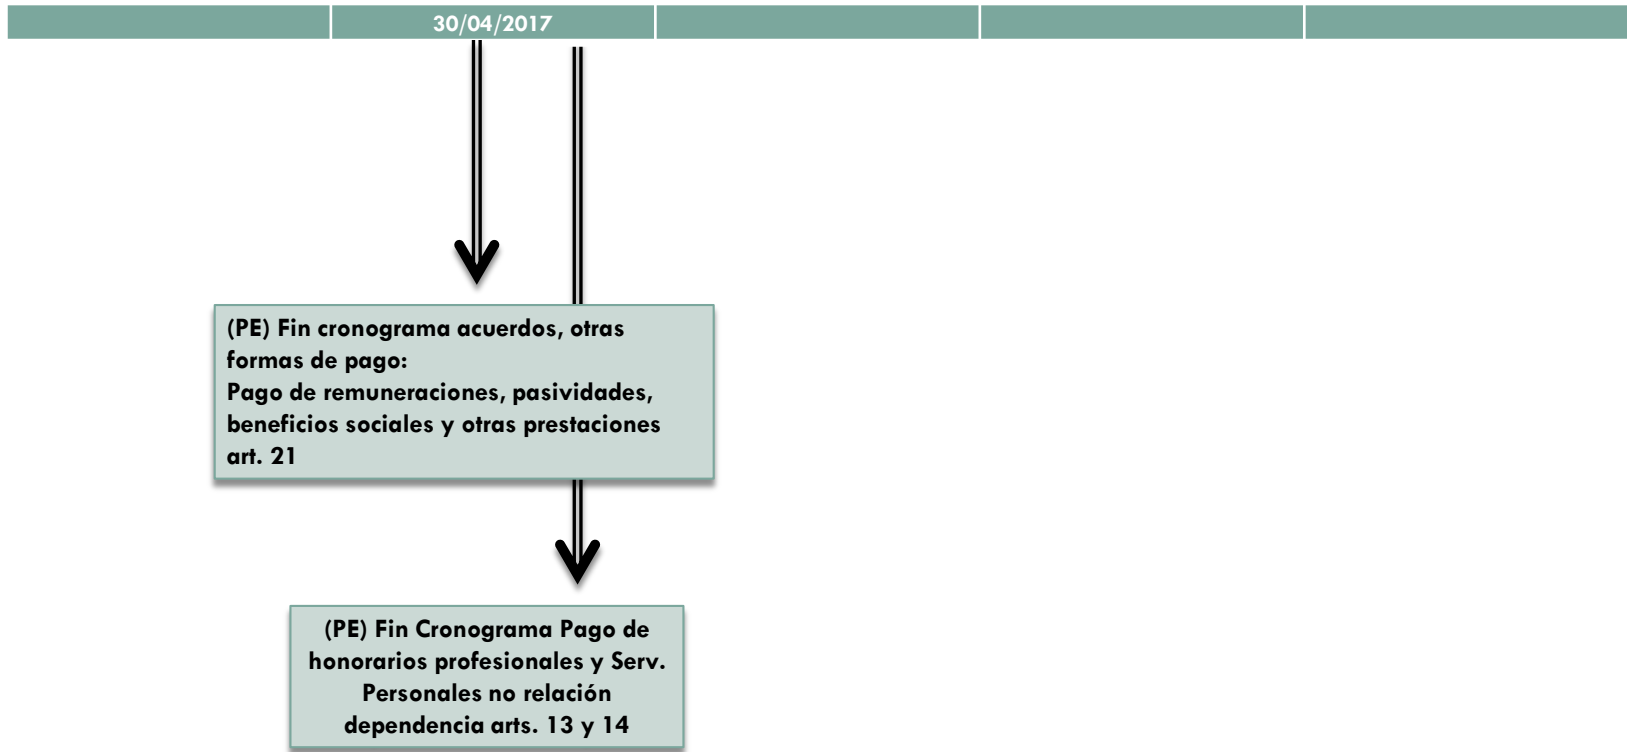 30/04/2017
(PE) Fin cronograma acuerdos, otras
formas de pago:
Pago de remuneraciones, pasividades,
beneficios sociales y otras prestaciones
art. 21
(PE) Fin Cronograma Pago de
honorarios profesionales y Serv.
Personales no relación
dependencia arts. 13 y 14